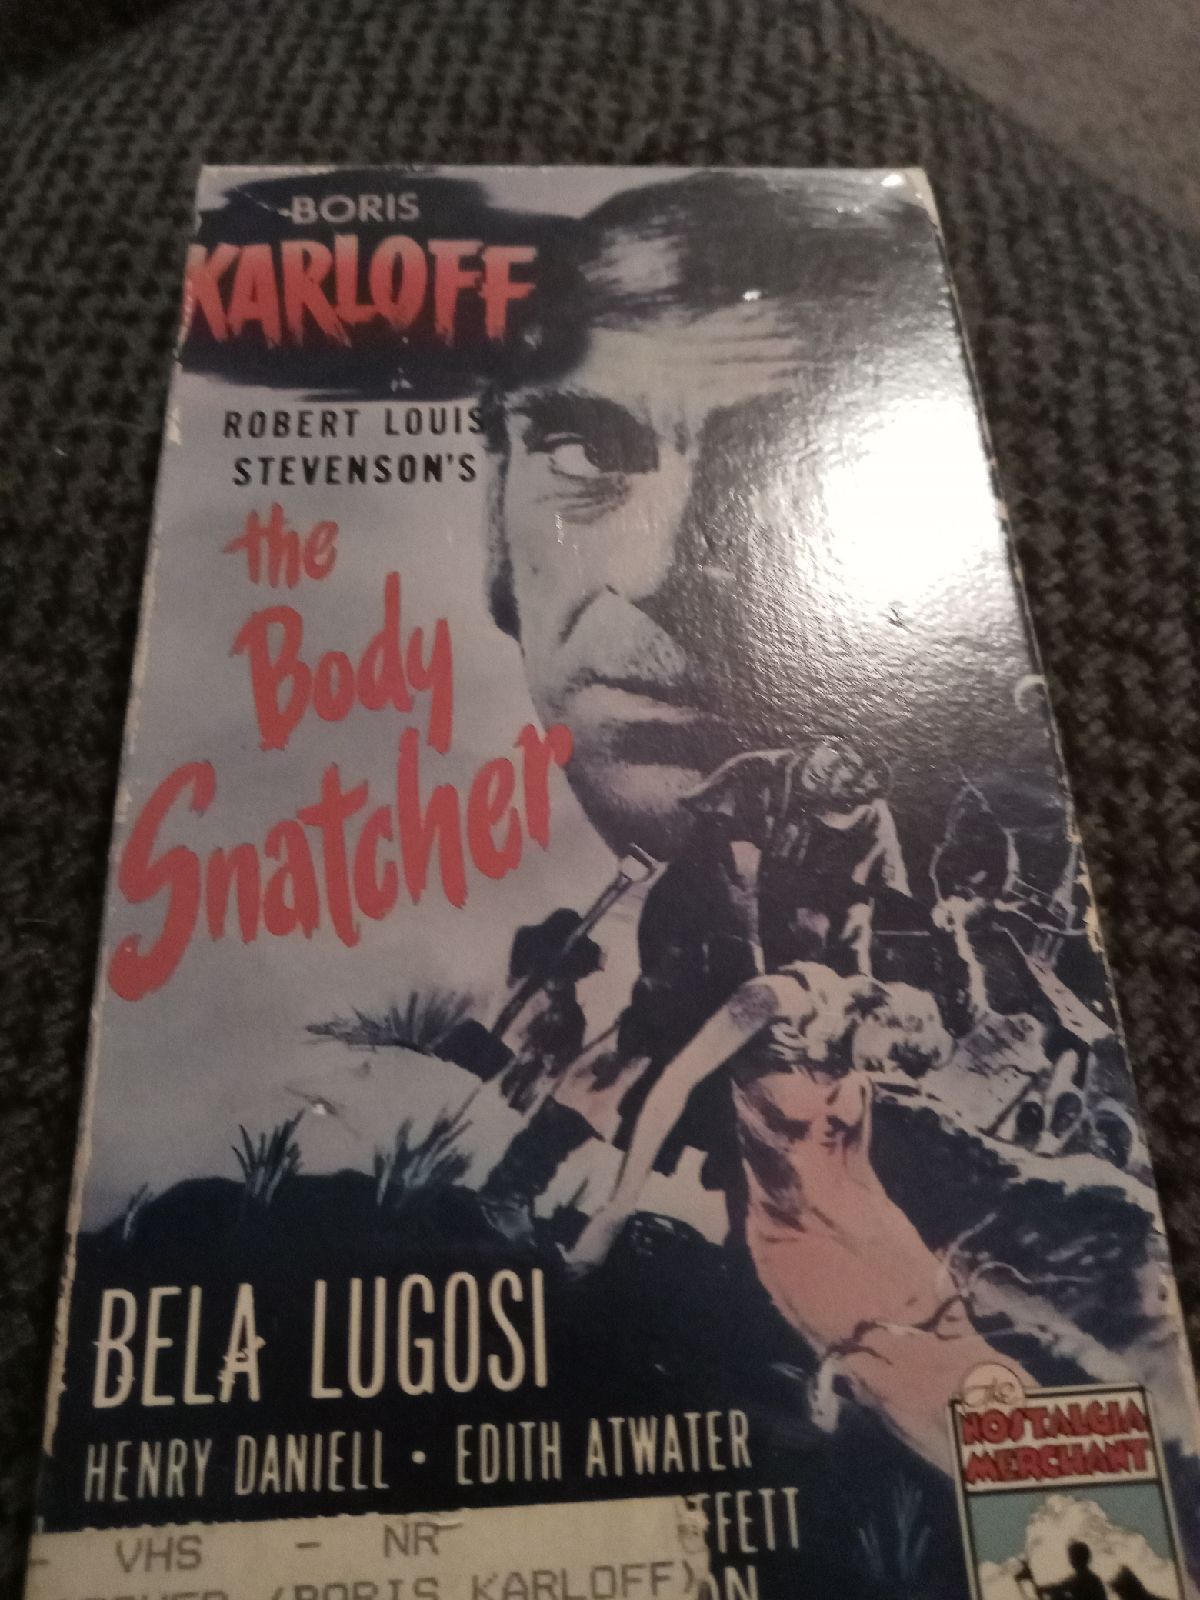 BORIS
KARLOFF
ROBERT LOUIS
STEVENSON'S
the
Body
Snatcher
BELA LUGOSI
HENRY DANIELL • EDITH ATWATER
The
NOSTALGIA
MERCHANT
- VHS - NR
(BORIS KARLOFF)